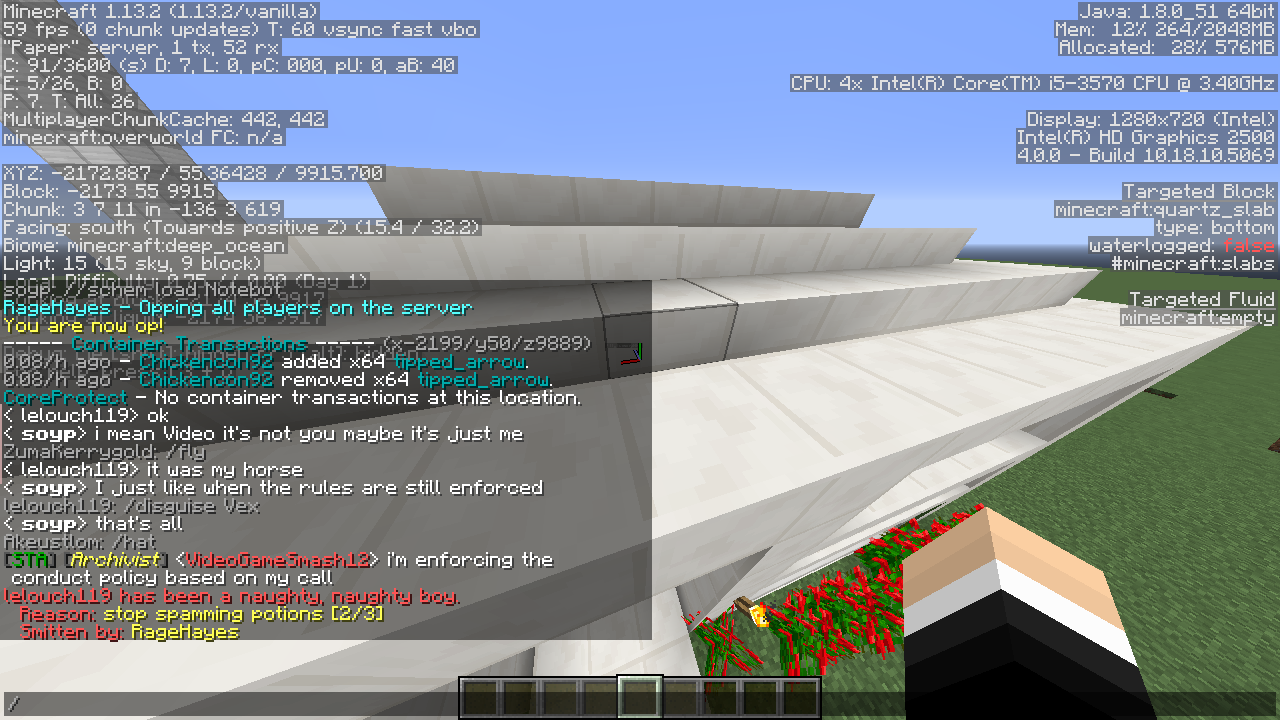 Minecraft 1.13.2 (1.13.2/vanilla)
59 fps (0 chunk updates) T: 60 vsync fast vbo
"Paper" server, 1 tx, 52 rx
C: 91/3600 (s) D: 7, L: 0, pC: 000, pU: 0, aB: 40
E: 5/26, B: 0
P: 7. T: All: 26
MultiplayerChunkCache: 442, 442
minecraft:overworld FC: n/a
XYZ: -2172.887 / 55.36428 / 9915.700
Block: -2173 55 9915
Chunk: 3 7 11 in -136 3 619
Facing: south (Towards positive Z) (15.4 / 32.2)
Biome: minecraft:deep_ocean
Light: 15 (15 sky, 9 block)
Local Difficulty: 0.75 // 0.00 (Day 1)
soyp: //schem load Notebot
RageHayes - Opping all players on the server
You are now op!
----- Container Transactions ----- (x-2199/y50/z9889)
0.08/h ago - Chickencon92 added x64 tipped_arrow.
0.08/h ago - Chickencon92 removed x64 tipped_arrow.
CoreProtect - No container transactions at this location.
< lelouch119> ok
< soyp> i mean Video it's not you maybe it's just me
ZumaKerrygold: /fly
< lelouch119> it was my horse
< soyp> I just like when the rules are still enforced
lelouch119: /disguise Vex
< soyp> that's all
Akeustlom: /hat
[STA] [Archivist] <VideoGameSmash12> i'm enforcing the
conduct policy based on my call
lelouch119 has been a naughty, naughty boy.
Reason: stop spamming potions [2/3]
Smitten by: RageHayes
/
Java: 1.8.0_51 64bit
Mem: 12% 264/2048MB
Allocated: 28% 576MB
CPU: 4x Intel(R) Core(TM) i5-3570 CPU @ 3.40GHz
Display: 1280x720 (Intel)
Intel(R) HD Graphics 2500
4.0.0 - Build 10.18.10.5069
Targeted Block
minecraft:quartz_slab
type: bottom
waterlogged: false
#minecraft:slabs
Targeted Fluid
minecraft:empty